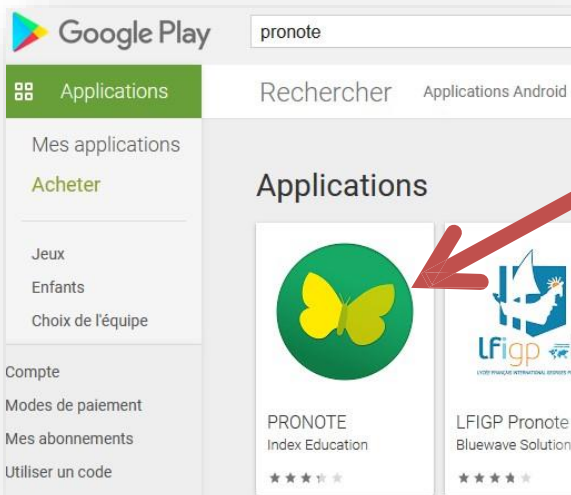 Google Play
pronote
Applications
Rechercher
Applications Android
Mes applications
Acheter
Jeux
Enfants
Choix de l'équipe
Compte
Modes de paiement
Mes abonnements
Utiliser un code
Applications
PRONOTE
Index Education
LFigp
LFIGP Pronote
Bluewave Solution